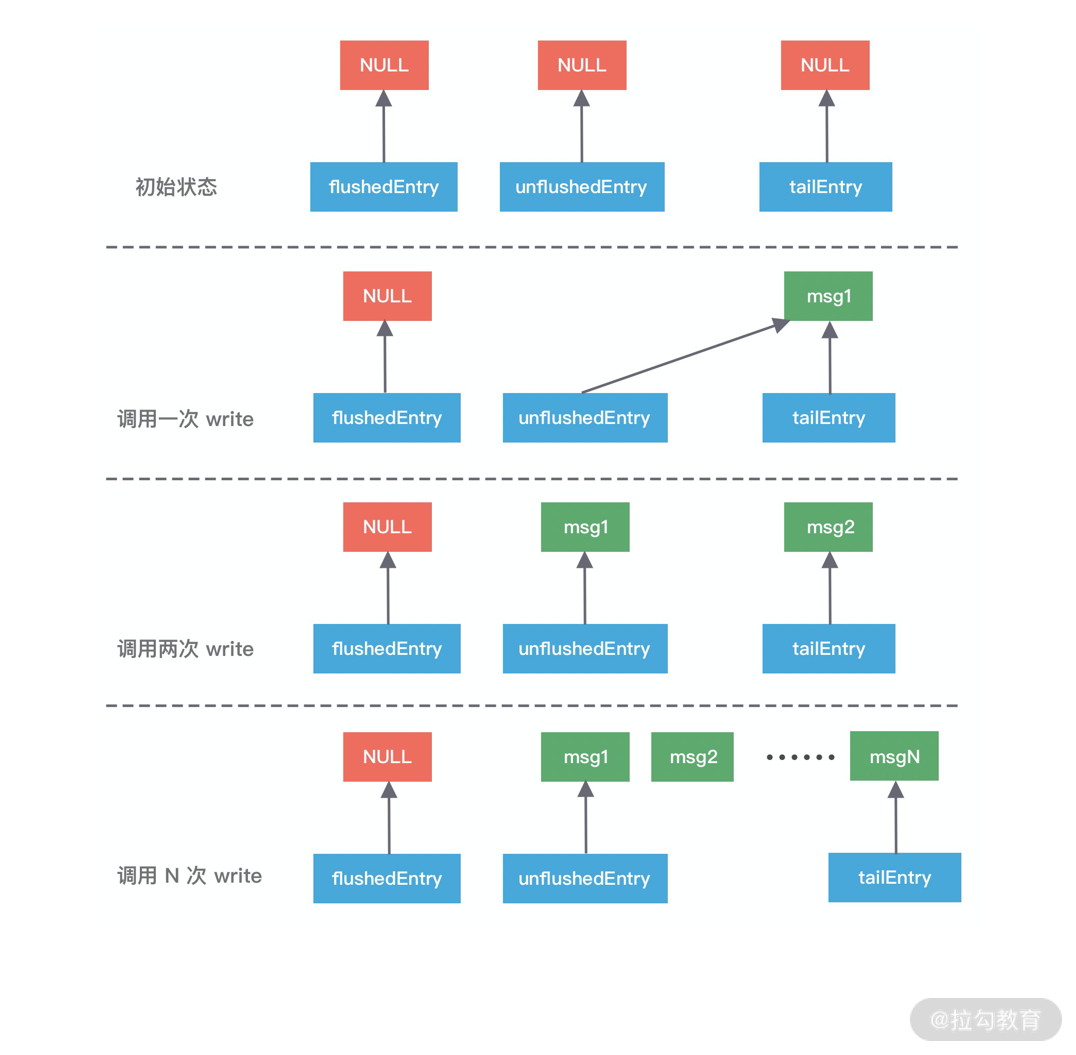 NULL NULL NULL
初始状态 flushedEntry unflushedEntry tailEntry
NULL msg1
调用一次 write flushedEntry unflushedEntry tailEntry
NULL msg1 msg2
调用两次 write flushedEntry unflushedEntry tailEntry
NULL msg1 msg2 ...... msgN
调用 N 次 write flushedEntry unflushedEntry tailEntry
@拉勾教育